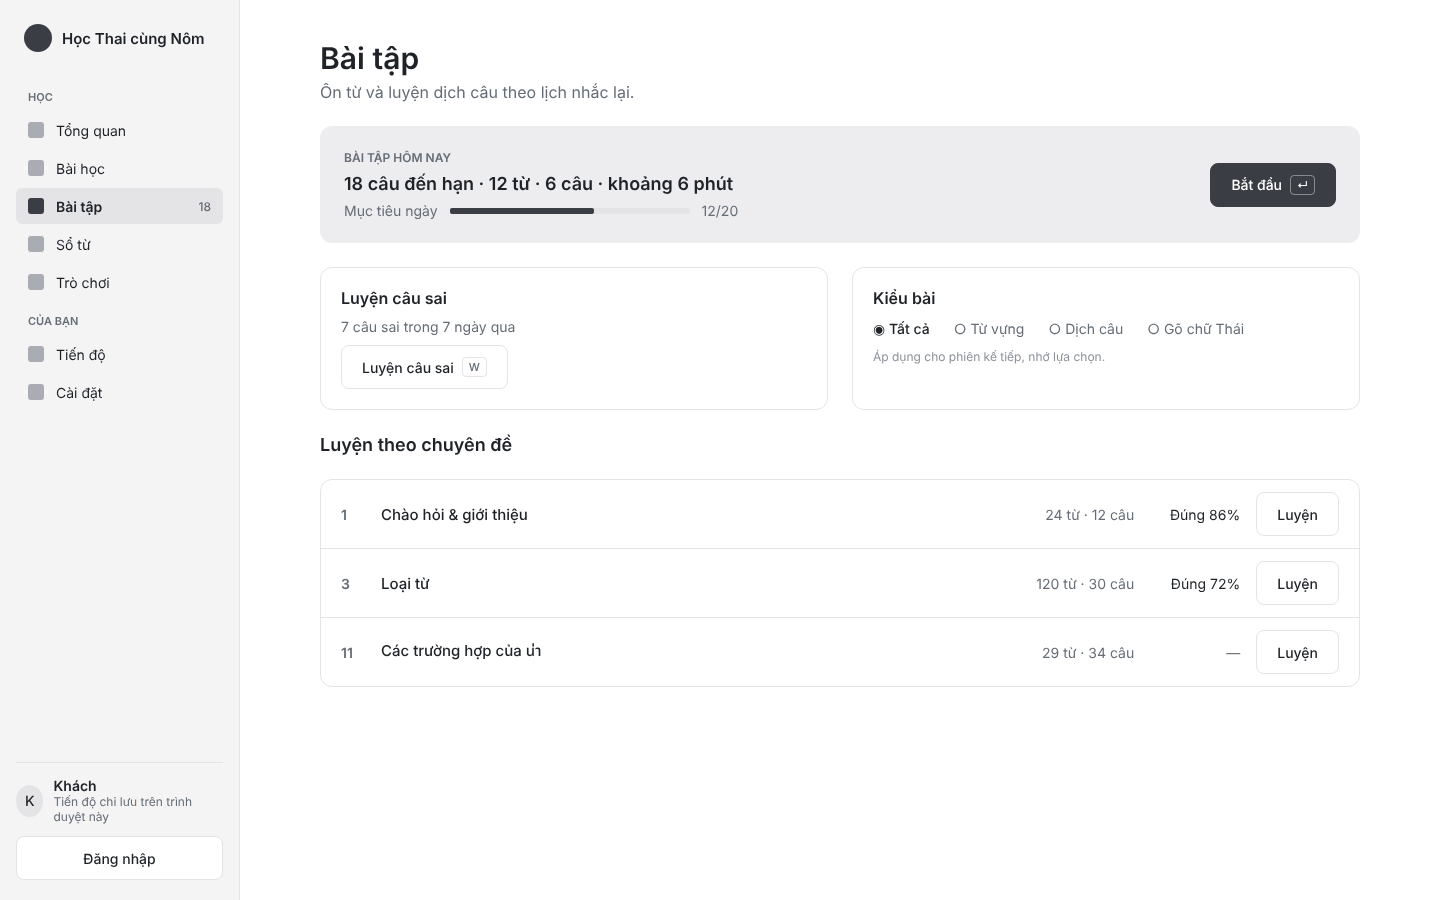 Học Thai cùng Nôm
HỌC
Tổng quan
Bài học
Bài tập 18
Sổ từ
Trò chơi
CỦA BẠN
Tiến độ
Cài đặt
K
Khách
Tiến độ chỉ lưu trên trình
duyệt này
Đăng nhập
Bài tập
Ôn từ và luyện dịch câu theo lịch nhắc lại.
BÀI TẬP HÔM NAY
18 câu đến hạn · 12 từ · 6 câu · khoảng 6 phút
Mục tiêu ngày 12/20
Bắt đầu ↵
Luyện câu sai
7 câu sai trong 7 ngày qua
Luyện câu sai W
Kiểu bài
◉ Tất cả ○ Từ vựng ○ Dịch câu ○ Gõ chữ Thái
Áp dụng cho phiên kế tiếp, nhớ lựa chọn.
Luyện theo chuyên đề
1 Chào hỏi & giới thiệu 24 từ · 12 câu Đúng 86% Luyện
3 Loại từ 120 từ · 30 câu Đúng 72% Luyện
11 Các trường hợp của น่า 29 từ · 34 câu — Luyện